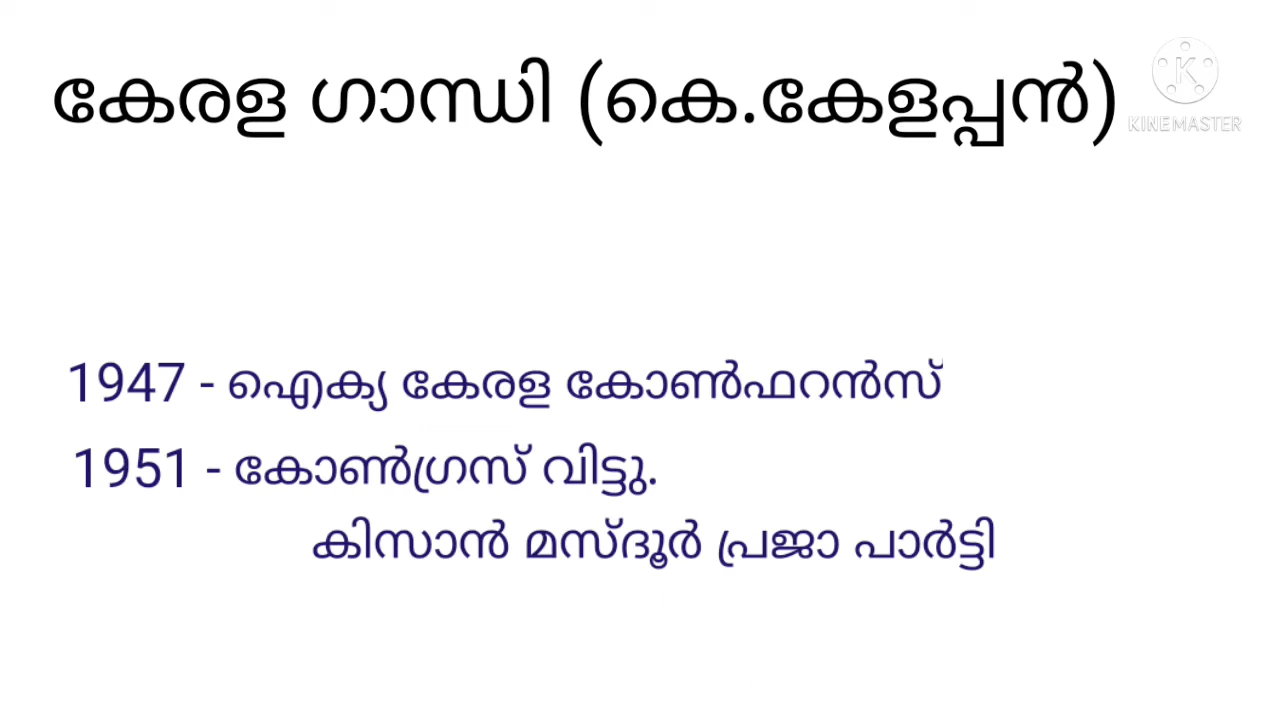 കേരള ഗാന്ധി (കെ.കേളപ്പൻ)
KINEMASTER
1947 - ഐക്യ കേരള കോൺഫറൻസ്
1951 - കോൺഗ്രസ് വിട്ടു.
കിസാൻ മസ്ദൂർ പ്രജാ പാർട്ടി